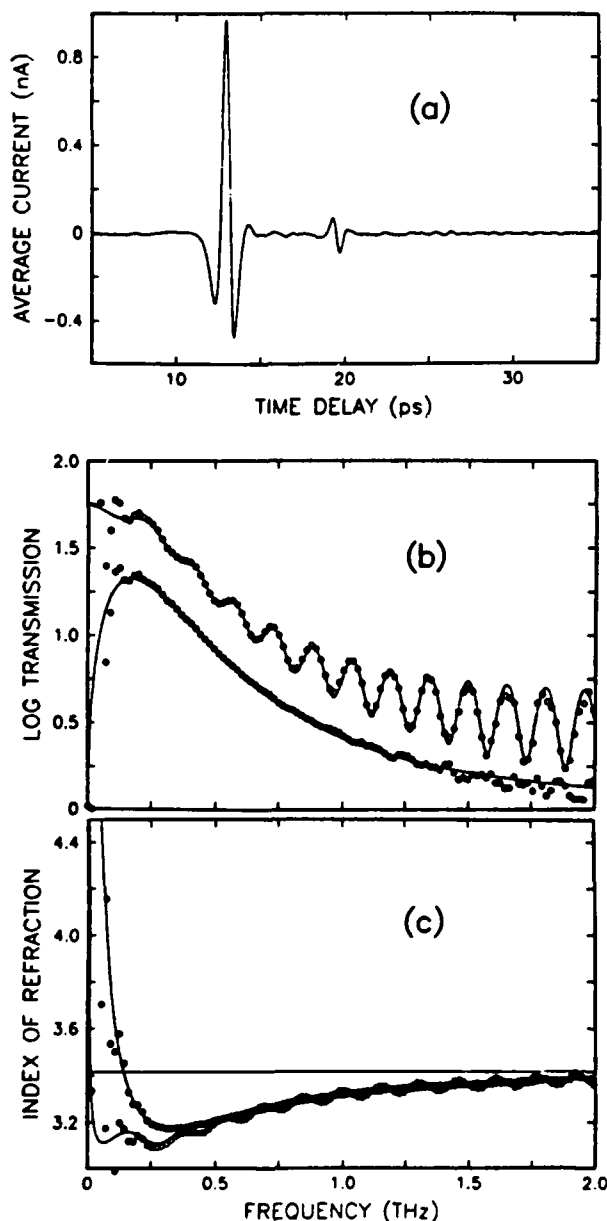 AVERAGE CURRENT (nA)
0.8
0.4
0
-0.4
(a)
10
20
30
TIME DELAY (ps)
LOG TRANSMISSION
2.0
1.5
1.0
0.5
0
(b)
INDEX OF REFRACTION
4.4
4.0
3.6
3.2
(c)
0
0.5
1.0
1.5
2.0
FREQUENCY (THz)